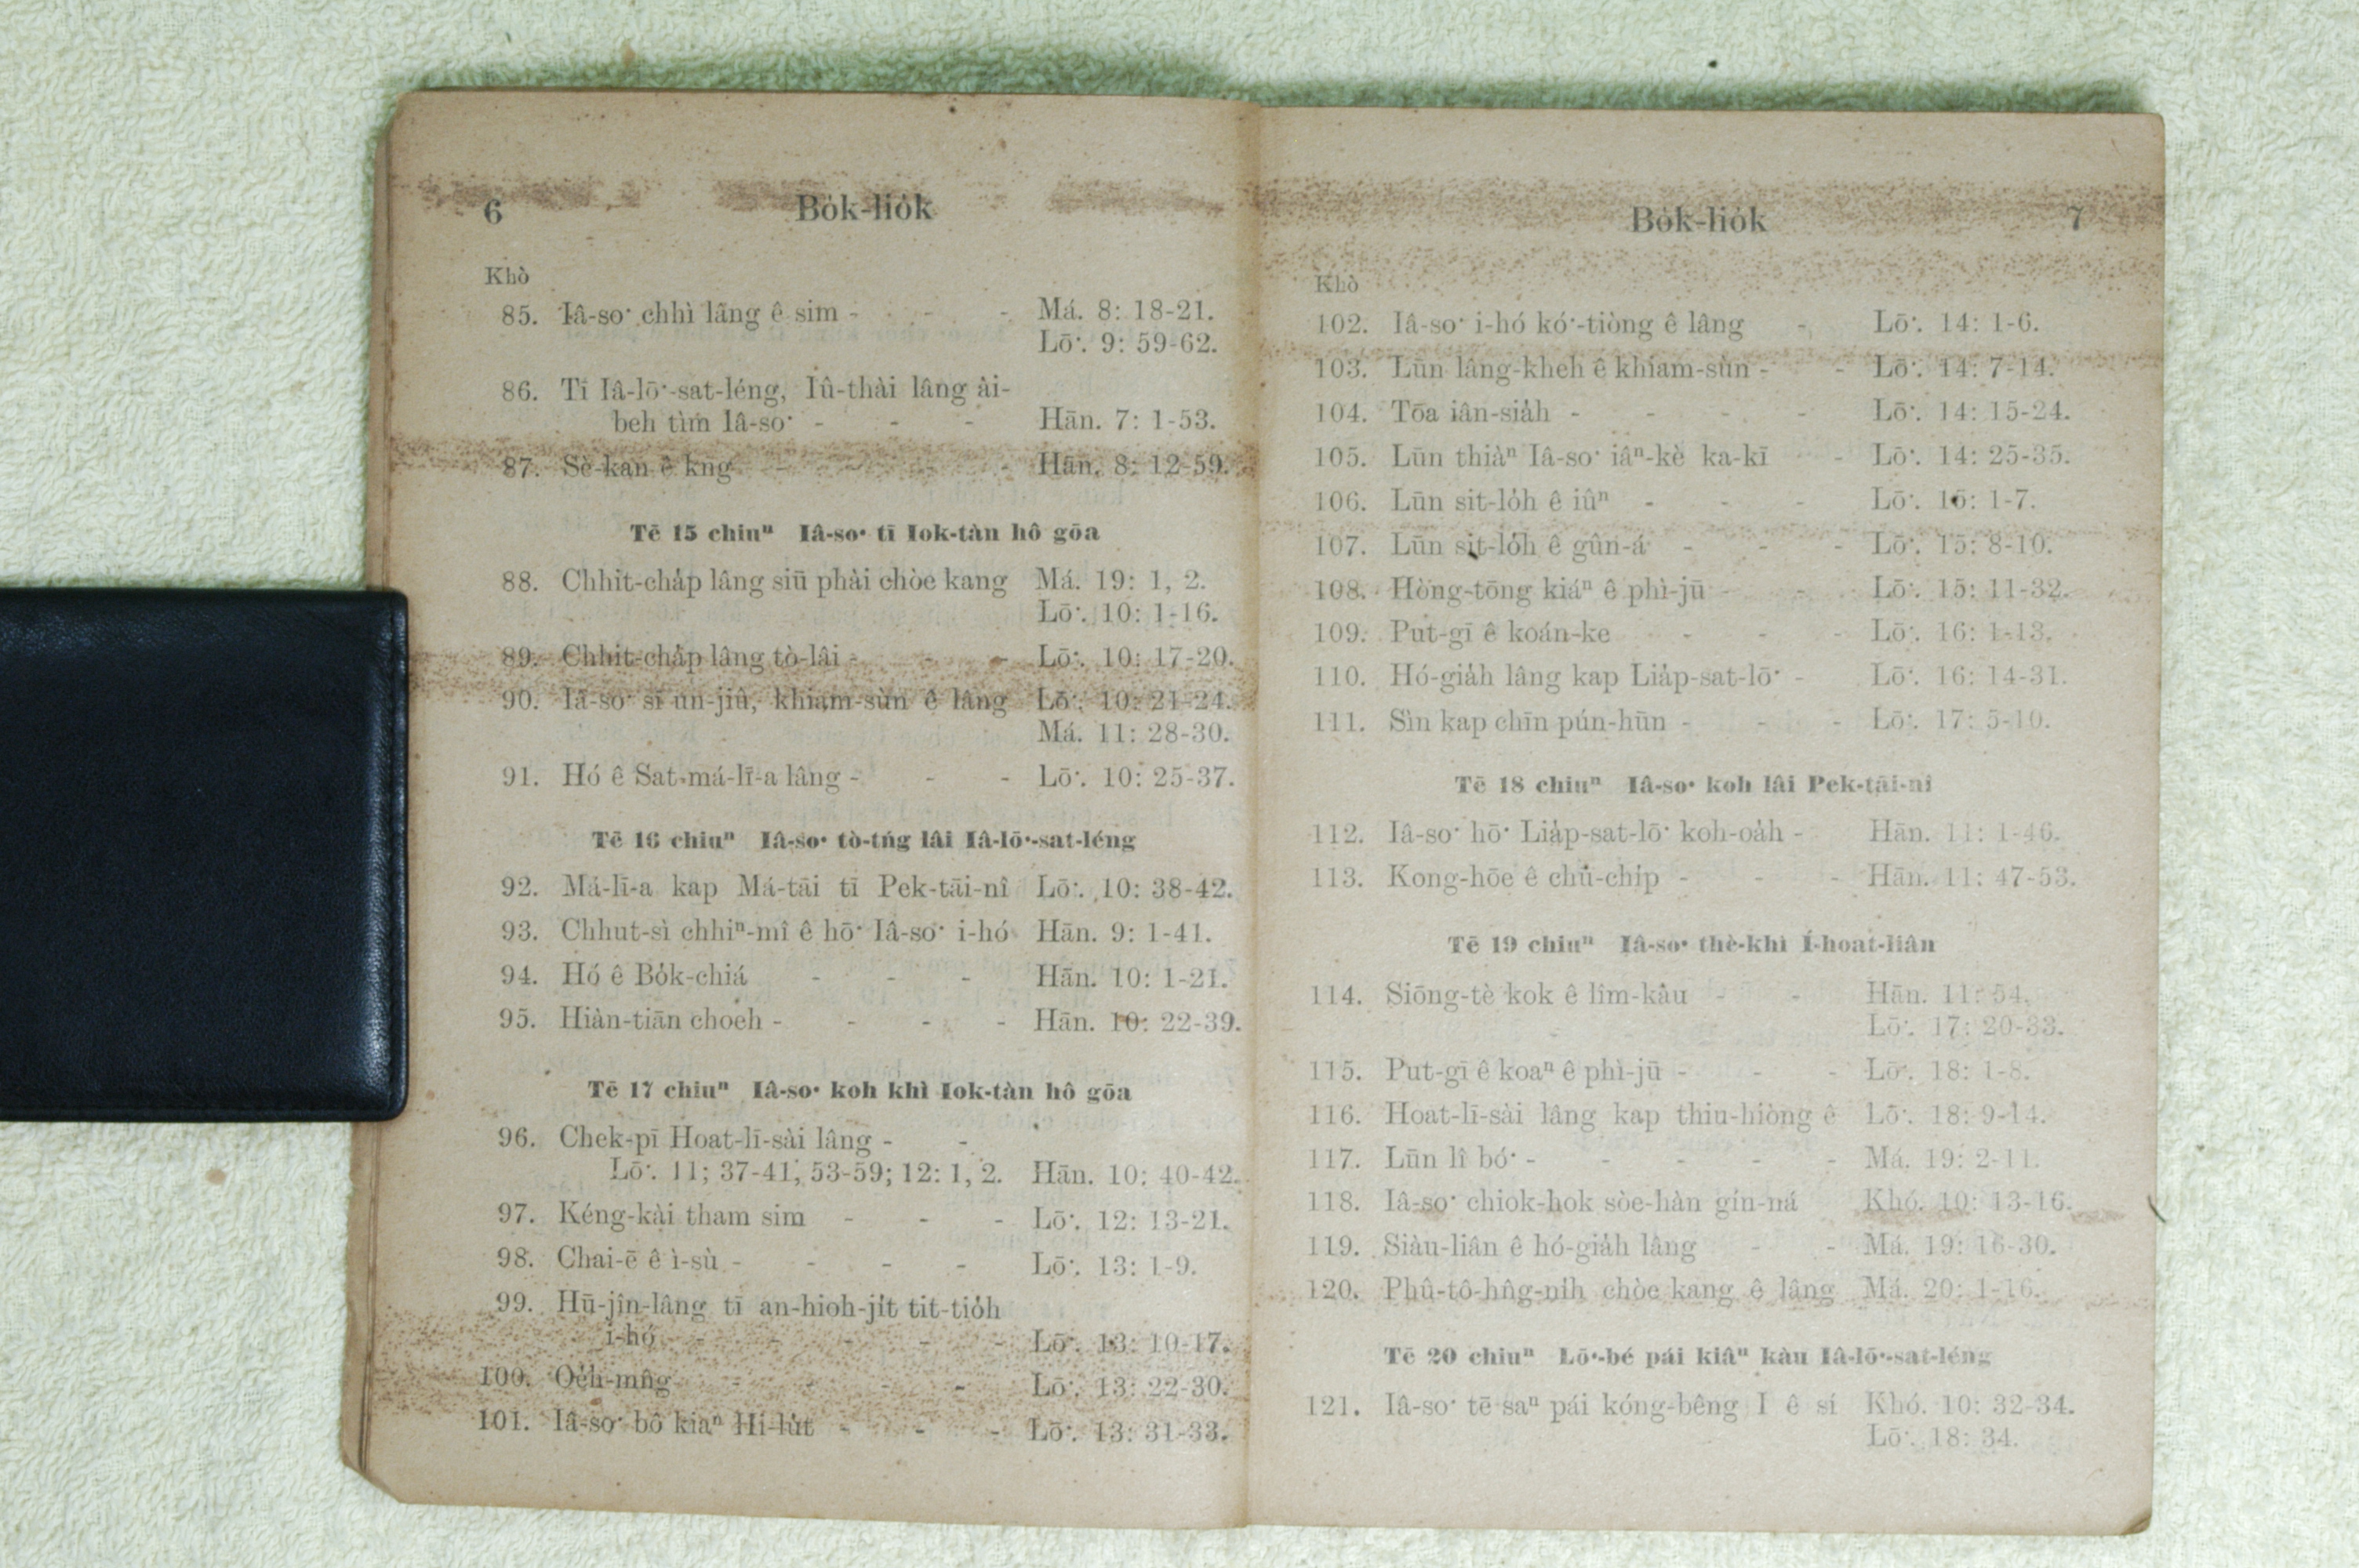 6 Bo̍k-lio̍k
Khò
85. Iâ-so͘ chhì lâng ê sim - - - Má. 8: 18-21.
Lō͘. 9: 59-62.
86. Tī Iâ-lō͘-sat-léng, Iû-thài lâng ài-
beh tìm Iâ-so͘ - - - Hān. 7: 1-53.
87. Sè-kan ê kng - - - - Hān. 8: 12-59.
Tē 15 chiuⁿ Iâ-so͘ tī Iok-tàn hô gōa
88. Chhit-cha̍p lâng siū phài chòe kang Má. 19: 1, 2.
Lō͘. 10: 1-16.
89. Chhit-cha̍p lâng tò-lâi - - - Lō͘. 10: 17-20.
90. Iâ-so͘ sī un-jiû, khiam-sùn ê lâng Lō͘. 10: 21-24.
Má. 11: 28-30.
91. Hó ê Sat-má-lī-a lâng - - - Lō͘. 10: 25-37.
Tē 16 chiuⁿ Iâ-so͘ tò-tńg lâi Iâ-lō͘-sat-léng
92. Má-lī-a kap Má-tāi tī Pek-tāi-nî Lō͘. 10: 38-42.
93. Chhut-sì chhiⁿ-mî ê hō͘ Iâ-so͘ i-hó Hān. 9: 1-41.
94. Hó ê Bo̍k-chiá - - - Hān. 10: 1-21.
95. Hiàn-tiān choeh - - - - Hān. 10: 22-39.
Tē 17 chiuⁿ Iâ-so͘ koh khì Iok-tàn hô gōa
96. Chek-pī Hoat-lī-sài lâng - -
Lō͘. 11; 37-41, 53-59; 12: 1, 2. Hān. 10: 40-42.
97. Kéng-kài tham sim - - - Lō͘. 12: 13-21.
98. Chai-ē ê ì-sù - - - - Lō͘. 13: 1-9.
99. Hū-jîn-lâng tī an-hioh-ji̍t tit-tio̍h
i-hó - - - - - Lō͘. 13: 10-17.
100. Oe̍h-mn̂g - - - - Lō͘. 13: 22-30.
101. Iâ-so͘ bô kiaⁿ Hi-lu̍t - - - Lō͘. 13: 31-33.
Bo̍k-lio̍k 7
Khò
102. Iâ-so͘ i-hó kó͘-tiòng ê lâng - Lō͘. 14: 1-6.
103. Lūn lâng-kheh ê khiam-sùn - - Lō͘. 14: 7-14.
104. Tōa iân-sia̍h - - - - Lō͘. 14: 15-24.
105. Lūn thiàⁿ Iâ-so͘ iâⁿ-kè ka-kī - Lō͘. 14: 25-35.
106. Lūn sit-lo̍h ê iûⁿ - - - Lō͘. 15: 1-7.
107. Lūn sit-lo̍h ê gûn-á - - - Lō͘. 15: 8-10.
108. Hòng-tōng kiáⁿ ê phì-jū - - Lō͘. 15: 11-32.
109. Put-gī ê koán-ke - - - Lō͘. 16: 1-13.
110. Hó-gia̍h lâng kap Lia̍p-sat-lō͘ - Lō͘. 16: 14-31.
111. Sìn kap chīn pún-hūn - - - Lō͘. 17: 5-10.
Tē 18 chiuⁿ Iâ-so͘ koh lâi Pek-tāi-nî
112. Iâ-so͘ hō͘ Lia̍p-sat-lō͘ koh-oa̍h - Hān. 11: 1-46.
113. Kong-hōe ê chū-chi̍p - - - Hān. 11: 47-53.
Tē 19 chiuⁿ Iâ-so͘ thè-khì Í-hoat-liân
114. Siōng-tè kok ê lîm-kàu - - Hān. 11: 54.
Lō͘. 17: 20-33.
115. Put-gī ê koaⁿ ê phì-jū - - - Lō͘. 18: 1-8.
116. Hoat-lī-sài lâng kap thiu-hiòng ê Lō͘. 18: 9-14.
117. Lūn lî bó͘ - - - - - Má. 19: 2-11.
118. Iâ-so͘ chiok-hok sòe-hàn gín-ná Khó. 10: 13-16.
119. Siàu-liân ê hó-gia̍h lâng - - Má. 19: 16-30.
120. Phû-tô-hn̂g-nih chòe kang ê lâng Má. 20: 1-16.
Tē 20 chiuⁿ Lō͘-bé pái kiâⁿ kàu Iâ-lō͘-sat-léng
121. Iâ-so͘ tē saⁿ pái kóng-bêng I ê sí Khó. 10: 32-34.
Lō͘. 18: 34.